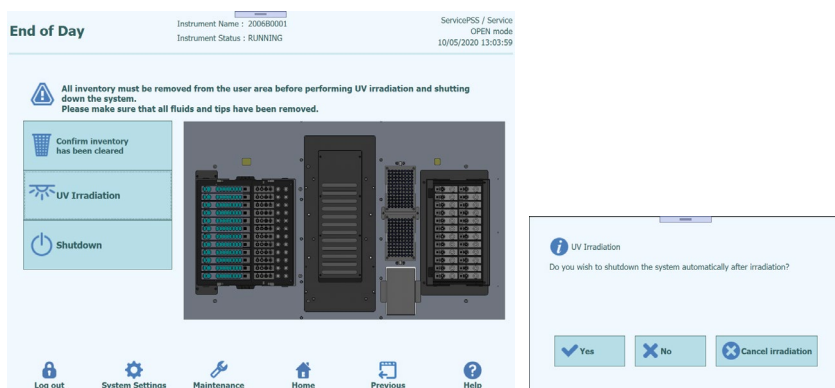 End of Day
Instrument Name : 2006B0001
Instrument Status : RUNNING
ServicePSS / Service
OPEN mode
10/05/2020 13:03:59
All inventory must be removed from the user area before performing UV irradiation and shutting
down the system.
Please make sure that all fluids and tips have been removed.
Confirm inventory
has been cleared
UV Irradiation
Shutdown
Log out
System Settings
Maintenance
Home
Previous
Help
UV Irradiation
Do you wish to shutdown the system automatically after irradiation?
Yes
No
Cancel irradiation